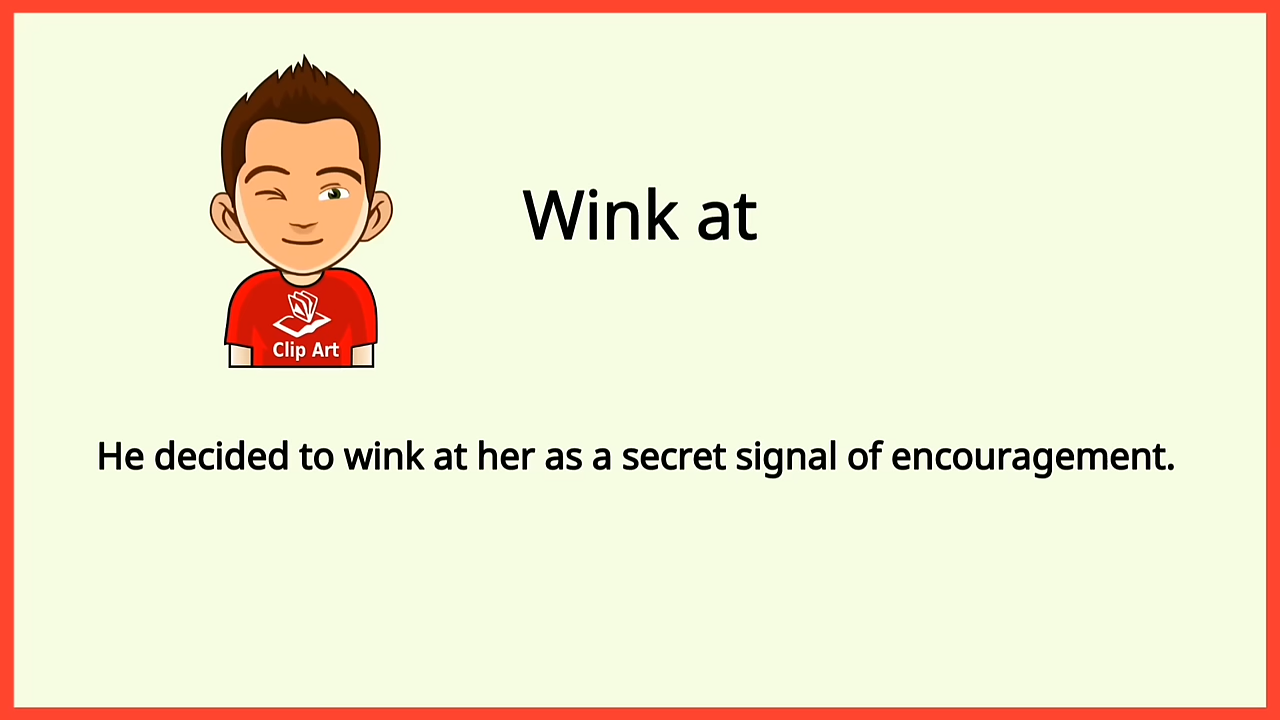 Wink at
Clip Art
He decided to wink at her as a secret signal of encouragement.